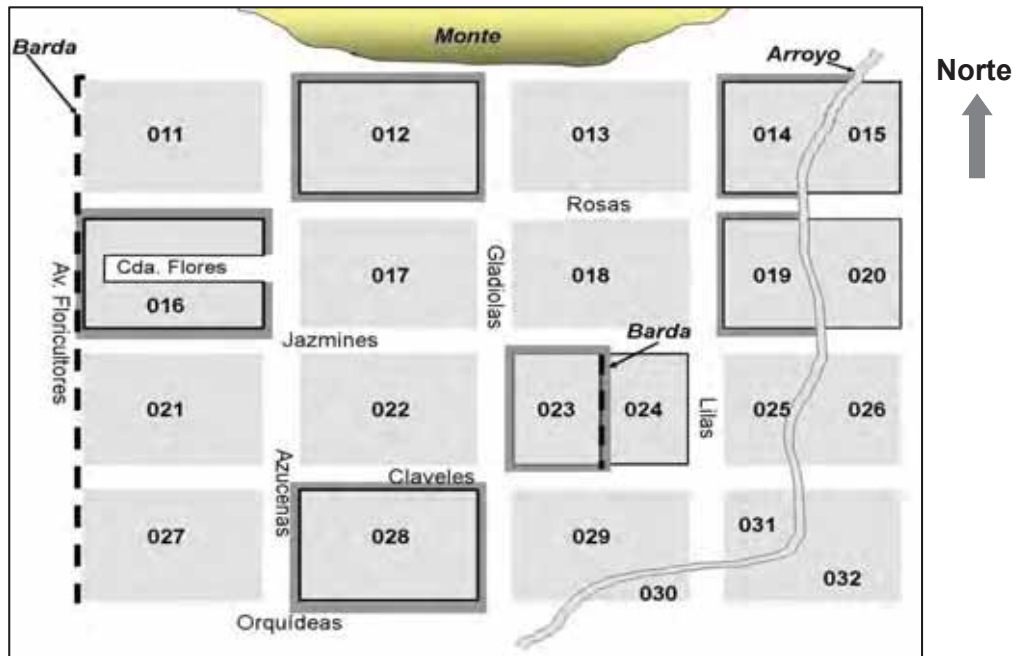 Monte
Barda
Arroyo
Norte
011
012
013
014
015
Rosas
Cda. Flores
016
017
Gladiolas
018
019
020
Av. Floricultores
Jazmines
Barda
021
022
023
024
Lilas
025
026
Azucenas
Claveles
027
028
029
030
031
032
Orquídeas